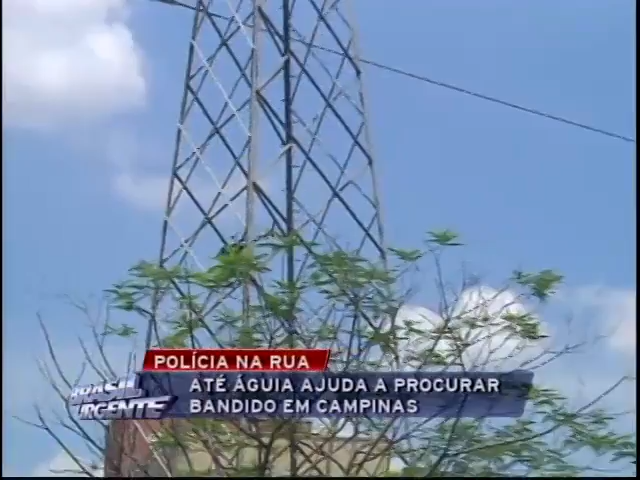 POLÍCIA NA RUA
ATÉ ÁGUIA AJUDA A PROCURAR
BANDIDO EM CAMPINAS
BRASIL
URGENTE